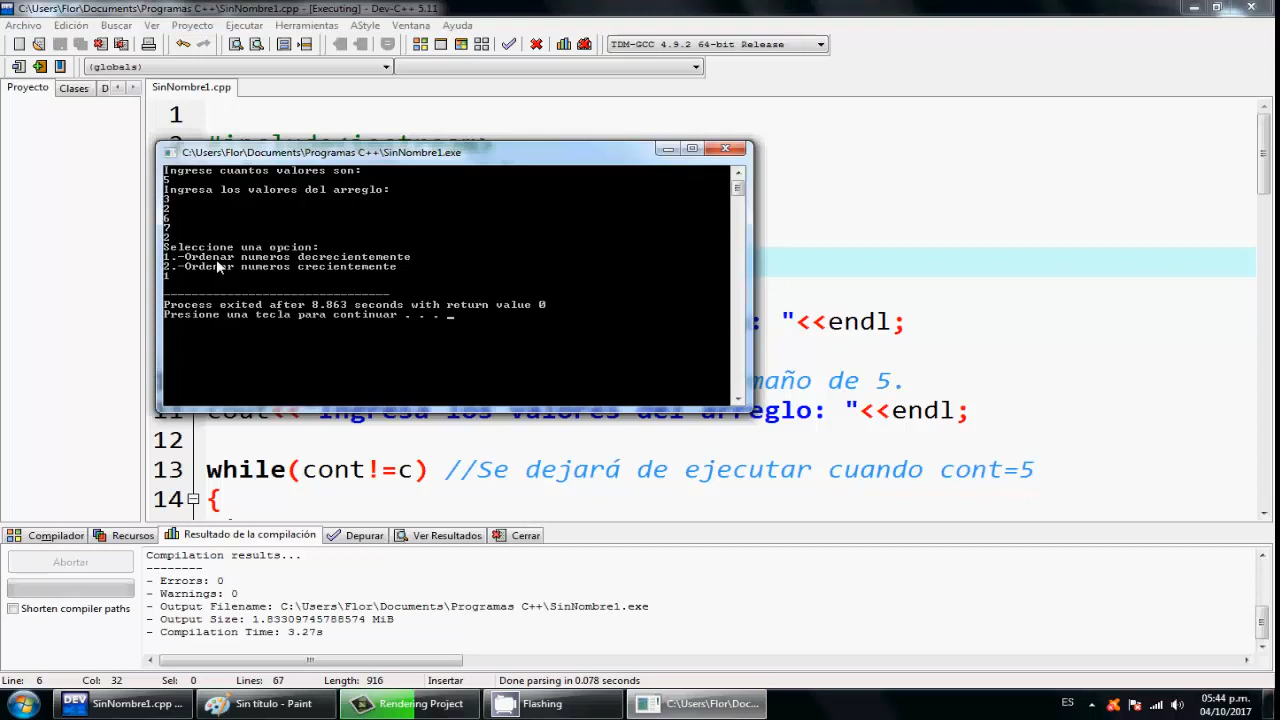 C:\Users\Flor\Documents\Programas C++\SinNombre1.cpp - [Executing] - Dev-C++ 5.11
Archivo Edición Buscar Ver Proyecto Ejecutar Herramientas AStyle Ventana Ayuda
TDM-GCC 4.9.2 64-bit Release
(globals)
Proyecto Clases D SinNombre1.cpp
1
C:\Users\Flor\Documents\Programas C++\SinNombre1.exe
Ingrese cuantos valores son:
5
Ingresa los valores del arreglo:
3
2
6
7
2
Seleccione una opcion:
1.-Ordenar numeros decrecientemente
2.-Ordenar numeros crecientemente
1
--------------------------------
Process exited after 8.863 seconds with return value 0
Presione una tecla para continuar . . . _
: "<<endl;
maño de 5.
cout<<"Ingresa los valores del arreglo: "<<endl;
12
13 while(cont!=c) //Se dejará de ejecutar cuando cont=5
14 {
Compilador Recursos Resultado de la compilación Depurar Ver Resultados Cerrar
Abortar
Shorten compiler paths
Compilation results...
--------
- Errors: 0
- Warnings: 0
- Output Filename: C:\Users\Flor\Documents\Programas C++\SinNombre1.exe
- Output Size: 1.83309745788574 MiB
- Compilation Time: 3.27s
Line: 6 Col: 32 Sel: 0 Lines: 67 Length: 916 Insertar Done parsing in 0.078 seconds
DEV SinNombre1.cpp ... Sin título - Paint Rendering Project Flashing C:\Users\Flor\Doc... ES 05:44 p.m.
04/10/2017